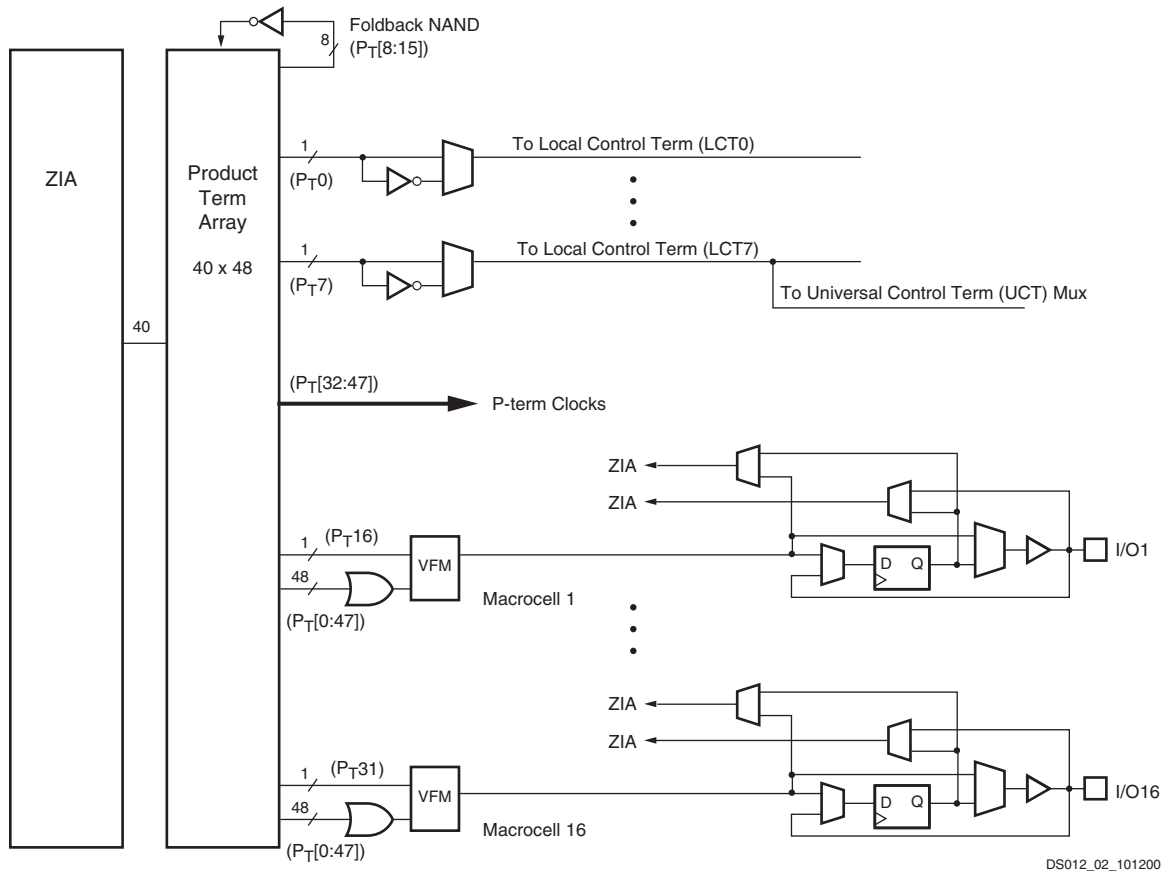 Foldback NAND
8
(PT[8:15])
ZIA
Product
Term
Array
40 x 48
40
1
(PT0)
To Local Control Term (LCT0)
1
(PT7)
To Local Control Term (LCT7)
To Universal Control Term (UCT) Mux
(PT[32:47])
P-term Clocks
ZIA
ZIA
1
(PT16)
48
(PT[0:47])
VFM
Macrocell 1
D Q
I/O1
ZIA
ZIA
1
(PT31)
48
(PT[0:47])
VFM
Macrocell 16
D Q
I/O16
DS012_02_101200